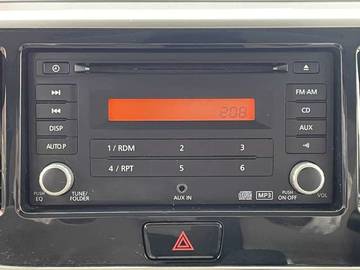 FM·AM
208
CD
DISP
AUX
AUTO.P
1 / RDM 2 3
4 / RPT 5 6
PUSH
EQ
TUNE/
FOLDER
AUX IN
MP3
PUSH
ON OFF
VOL